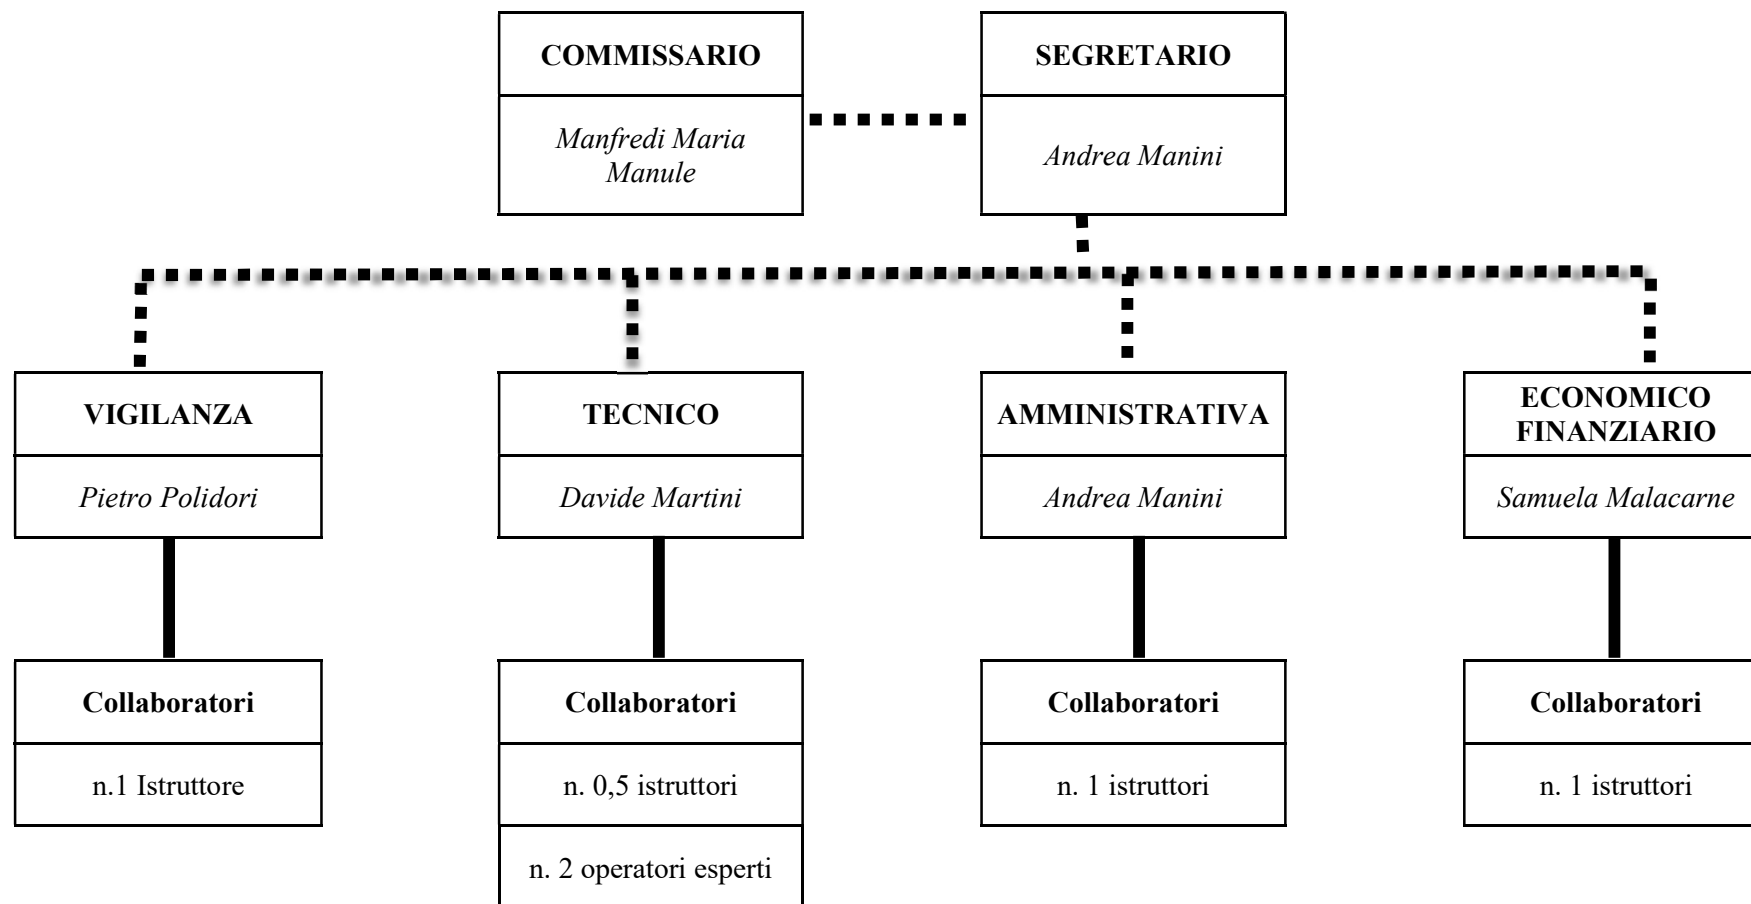 COMMISSARIO
Manfredi Maria
Manule
SEGRETARIO
Andrea Manini
VIGILANZA
Pietro Polidori
TECNICO
Davide Martini
AMMINISTRATIVA
Andrea Manini
ECONOMICO
FINANZIARIO
Samuela Malacarne
Collaboratori
n.1 Istruttore
Collaboratori
n. 0,5 istruttori
n. 2 operatori esperti
Collaboratori
n. 1 istruttori
Collaboratori
n. 1 istruttori